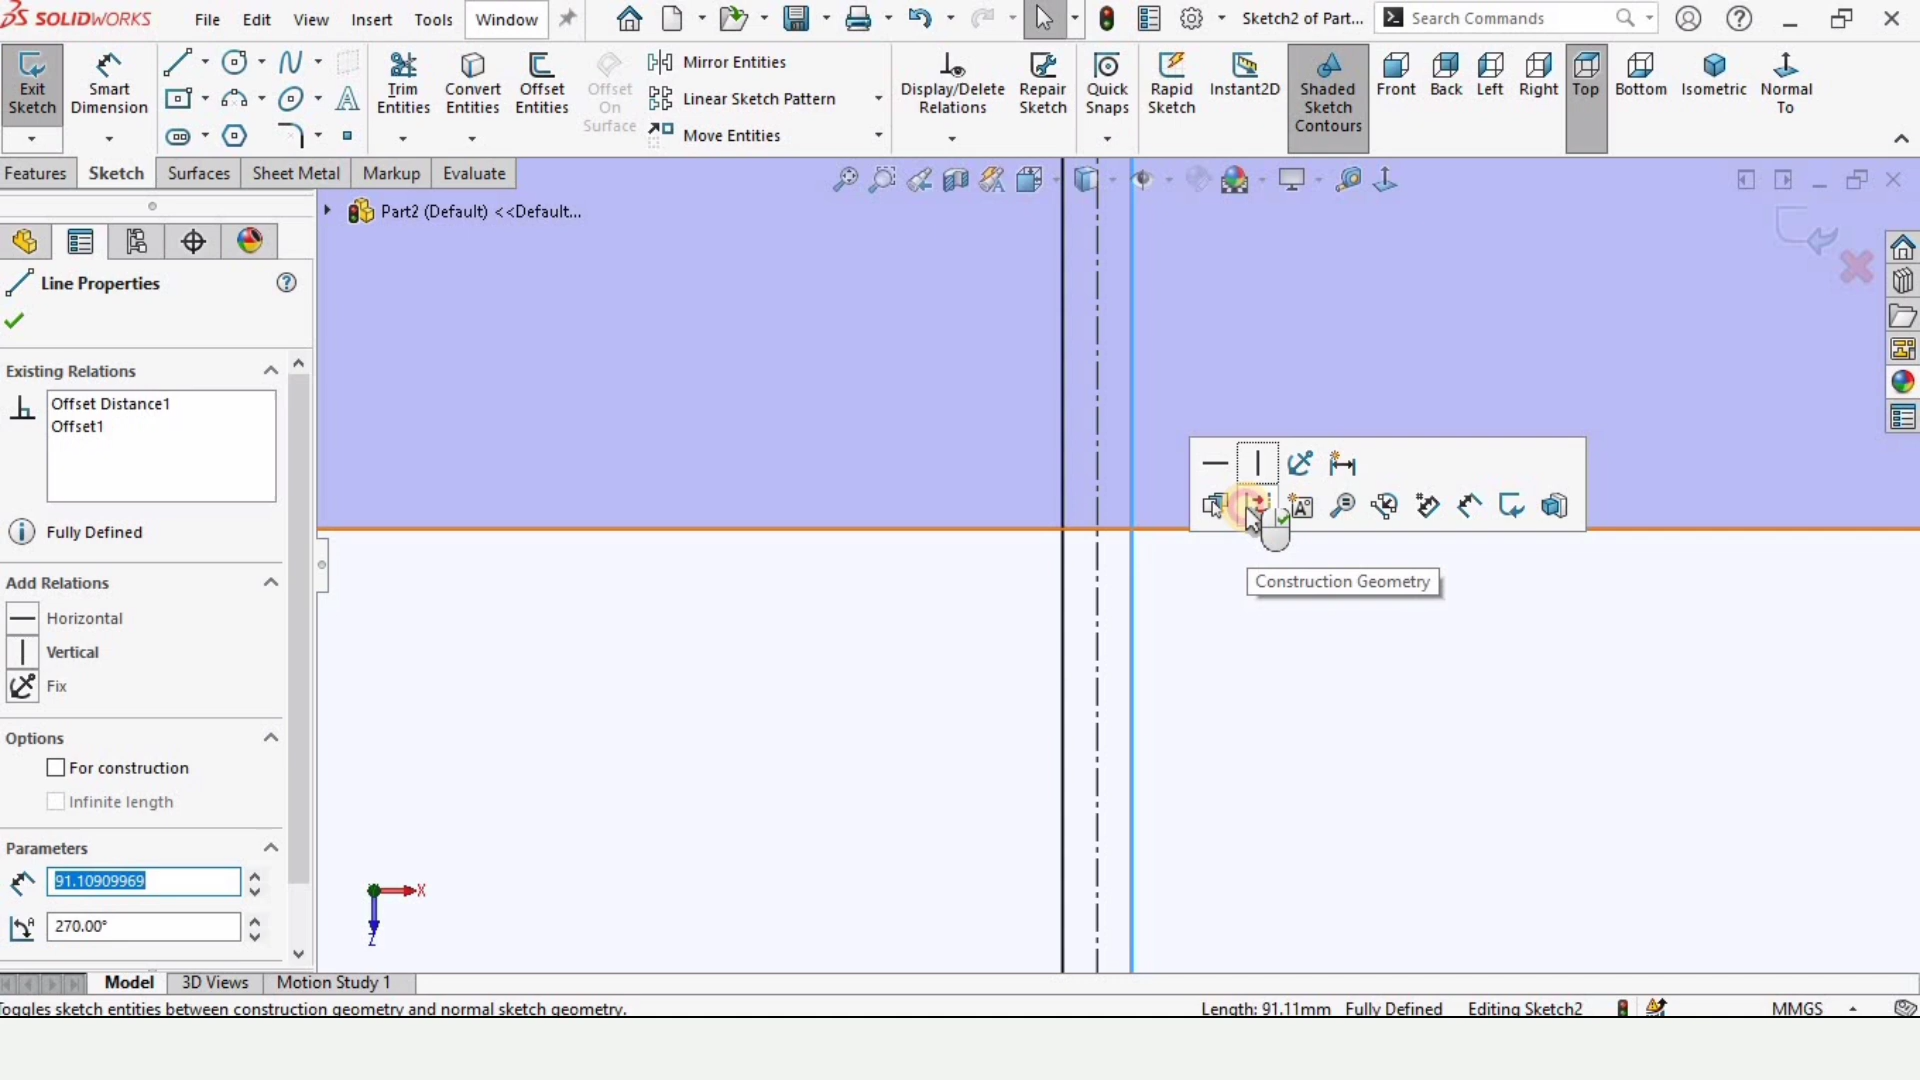 SOLIDWORKS
File Edit View Insert Tools Window
Sketch2 of Part... Search Commands
Exit Sketch
Smart Dimension
Trim Entities
Convert Entities
Offset Entities
Offset On Surface
Mirror Entities
Linear Sketch Pattern
Move Entities
Display/Delete Relations
Repair Sketch
Quick Snaps
Rapid Sketch
Instant2D
Shaded Sketch Contours
Front Back Left Right Top Bottom Isometric
Normal To
Features Sketch Surfaces Sheet Metal Markup Evaluate
Part2 (Default) <<Default...
Line Properties
Existing Relations
Offset Distance1
Offset1
Fully Defined
Add Relations
Horizontal
Vertical
Fix
Options
For construction
Infinite length
Parameters
91.10909969
270.00°
Construction Geometry
X
Z
Model 3D Views Motion Study 1
Toggles sketch entities between construction geometry and normal sketch geometry.
Length: 91.11mm Fully Defined Editing Sketch2 MMGS